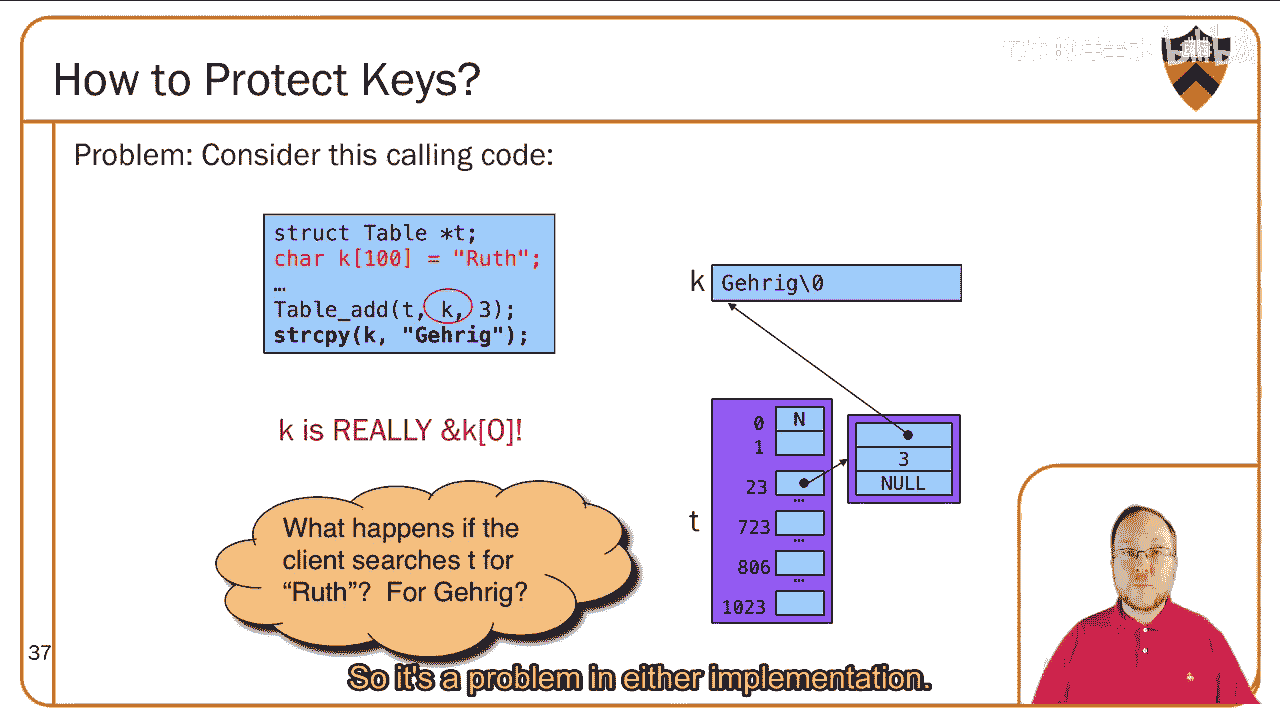 How to Protect Keys?
Problem: Consider this calling code:
struct Table *t;
char k[100] = "Ruth";
…
Table_add(t, k, 3);
strcpy(k, "Gehrig");
k is REALLY &k[0]!
What happens if the
client searches t for
“Ruth”?  For Gehrig?
k
Gehrig\0
t
0 N
1
23
…
723
…
806
…
1023
3
NULL
37
So it's a problem in either implementation.